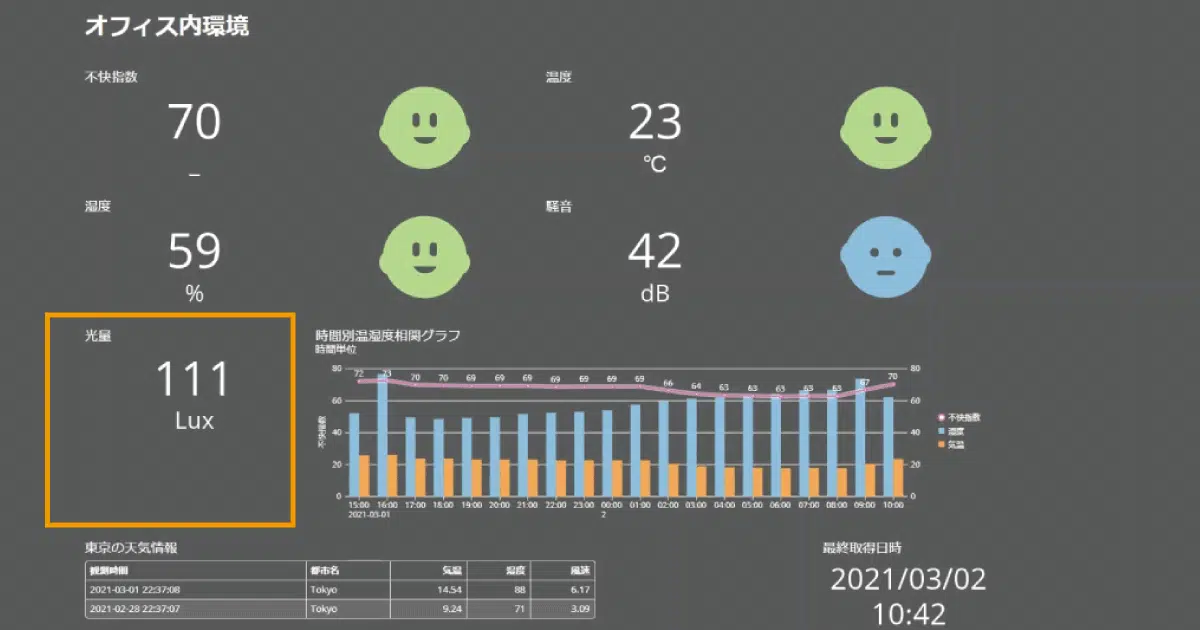 オフィス内環境
不快指数
70
–
温度
23
℃
湿度
59
%
騒音
42
dB
光量
111
Lux
時間別温湿度相関グラフ
時間単位
80 80
72 73 70 70 69 69 69 69 69 69 69 66 64 63 63 63 63 63 67 70
60 60
不快指数
40 40
20 20
0 0
不快指数
湿度
気温
15:00 16:00 17:00 18:00 19:00 20:00 21:00 22:00 23:00 00:00 01:00 02:00 03:00 04:00 05:00 06:00 07:00 08:00 09:00 10:00
2021-03-01 2
東京の天気情報
観測時間 都市名 気温 湿度 風速
2021-03-01 22:37:08 Tokyo 14.54 88 6.17
2021-02-28 22:37:07 Tokyo 9.24 71 3.09
最終取得日時
2021/03/02
10:42